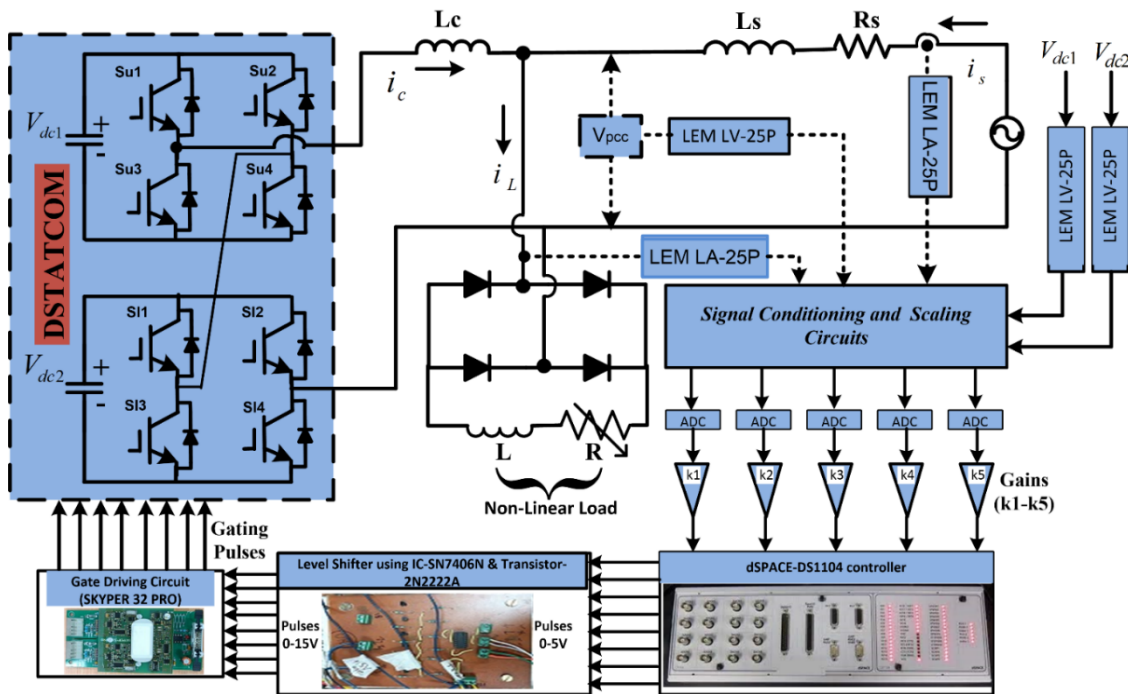 Lc
Ls
Rs
i_c
i_s
V_dc1
V_dc2
Su1
Su2
V_dc1
+
-
Su3
Su4
DSTATCOM
Vpcc
LEM LV-25P
LEM LA-25P
LEM LV-25P
LEM LV-25P
i_L
LEM LA-25P
Sl1
Sl2
V_dc2
+
-
Sl3
Sl4
Signal Conditioning and Scaling
Circuits
L
R
Non-Linear Load
ADC
ADC
ADC
ADC
ADC
k1
k2
k3
k4
k5
Gains
(k1-k5)
Gating
Pulses
Gate Driving Circuit
(SKYPER 32 PRO)
Level Shifter using IC-SN7406N & Transistor-
2N2222A
Pulses
0-15V
Pulses
0-5V
dSPACE-DS1104 controller